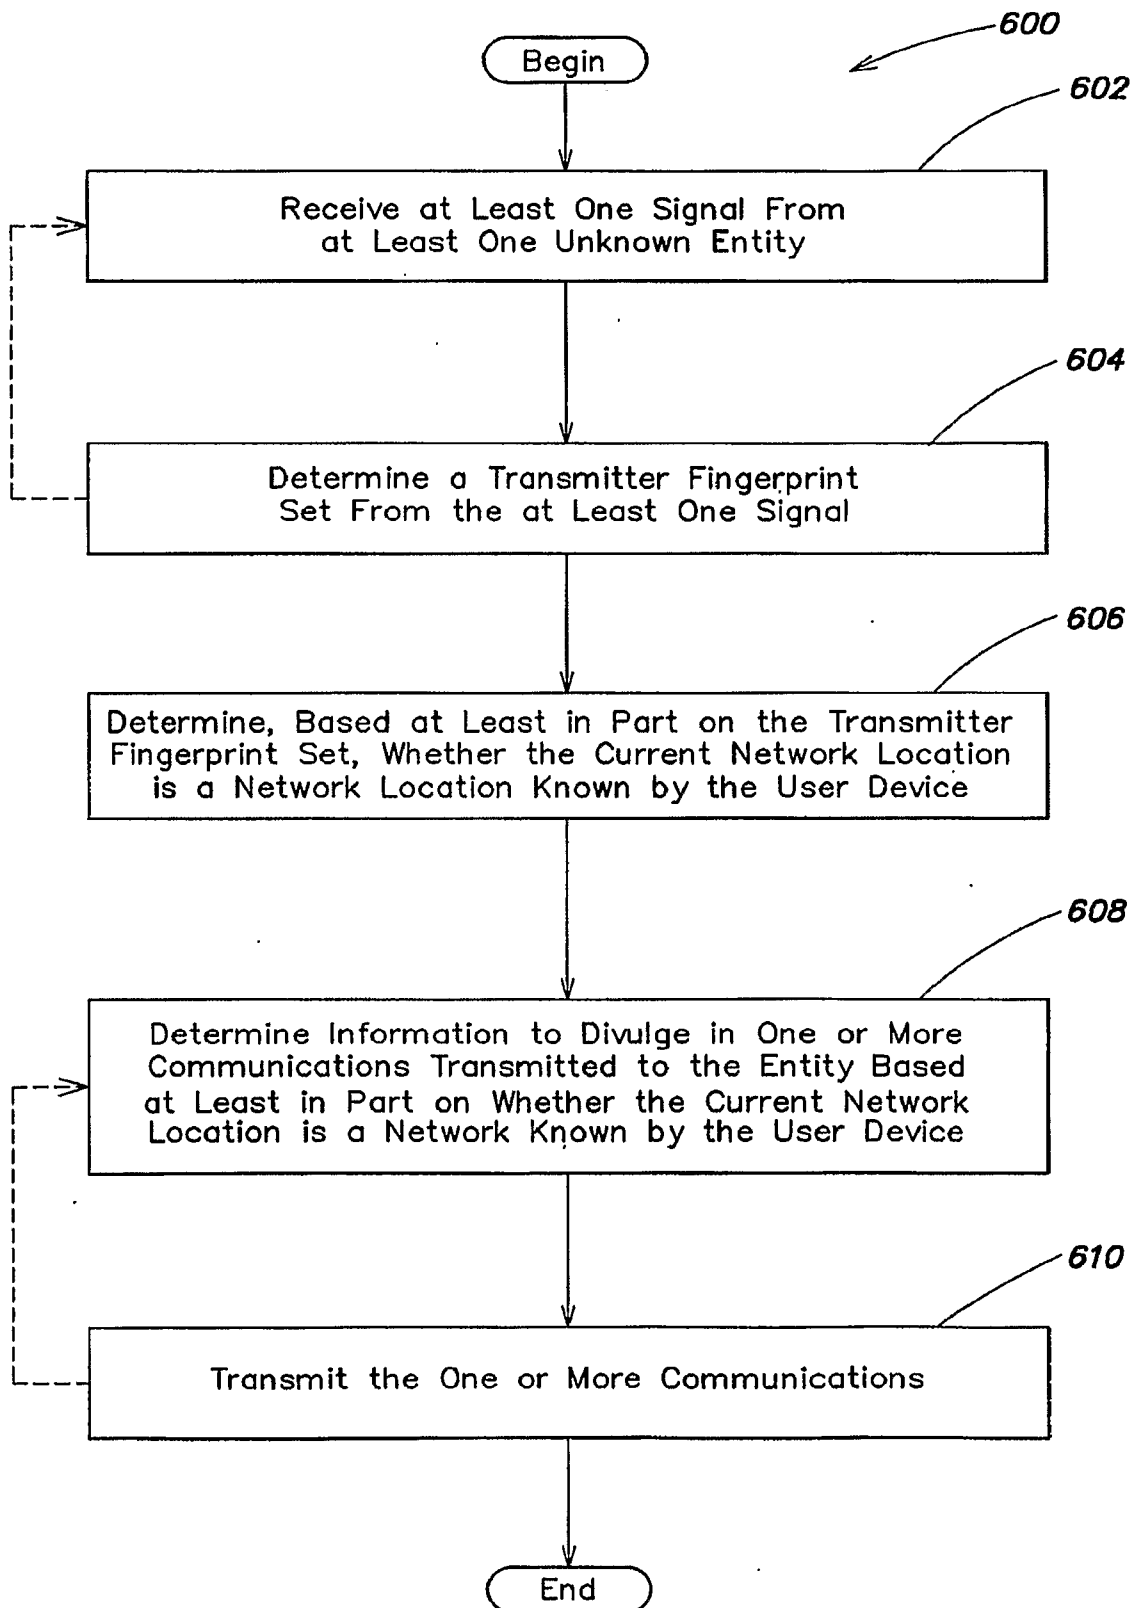 600
Begin
602
Receive at Least One Signal From
at Least One Unknown Entity
604
Determine a Transmitter Fingerprint
Set From the at Least One Signal
606
Determine, Based at Least in Part on the Transmitter
Fingerprint Set, Whether the Current Network Location
is a Network Location Known by the User Device
608
Determine Information to Divulge in One or More
Communications Transmitted to the Entity Based
at Least in Part on Whether the Current Network
Location is a Network Known by the User Device
610
Transmit the One or More Communications
End